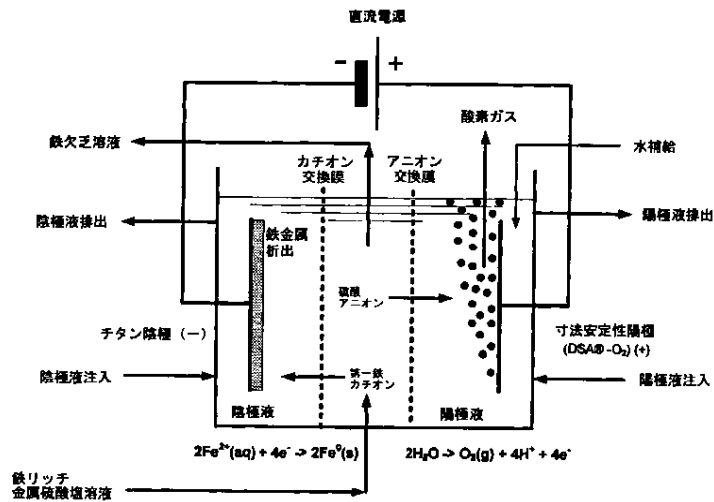 直流電源
- +
酸素ガス
鉄欠乏溶液
カチオン
交換膜
アニオン
交換膜
水補給
陰極液排出
陽極液排出
鉄金属
析出
硫酸
アニオン
チタン陰極（－）
寸法安定性陽極
(DSA®-O₂) (+)
陰極液注入
第一鉄
カチオン
陽極液注入
陰極液
陽極液
2Fe²⁺(aq) + 4e⁻ -> 2Fe⁰(s)
2H₂O -> O₂(g) + 4H⁺ + 4e⁻
鉄リッチ
金属硫酸塩溶液